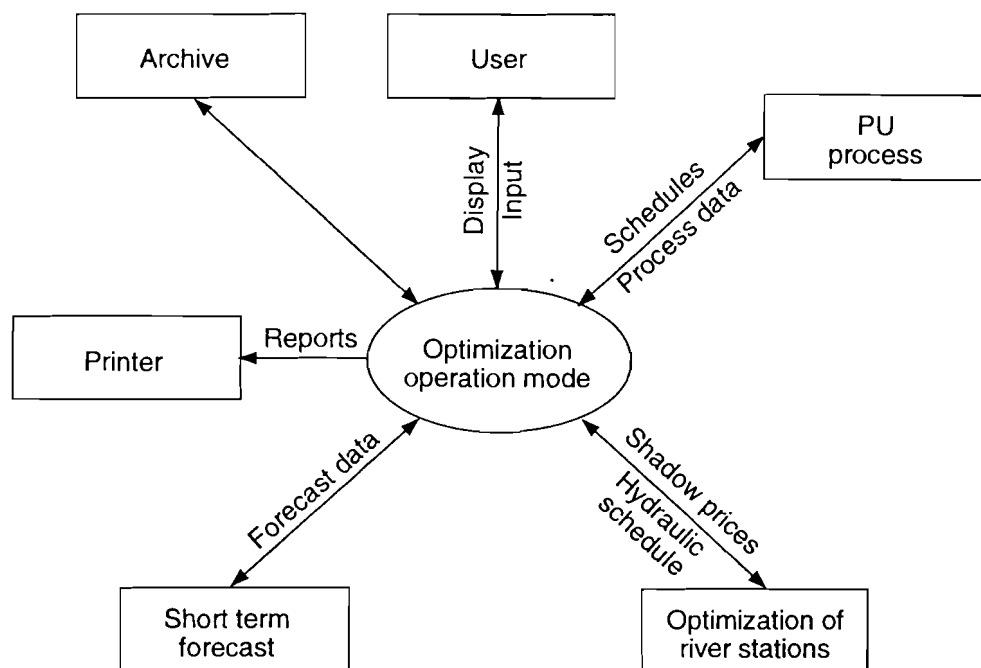 Archive
User
PU
process
Display
Input
Schedules
Process data
Printer
Reports
Optimization
operation mode
Forecast data
Shadow prices
Hydraulic
schedule
Short term
forecast
Optimization of
river stations